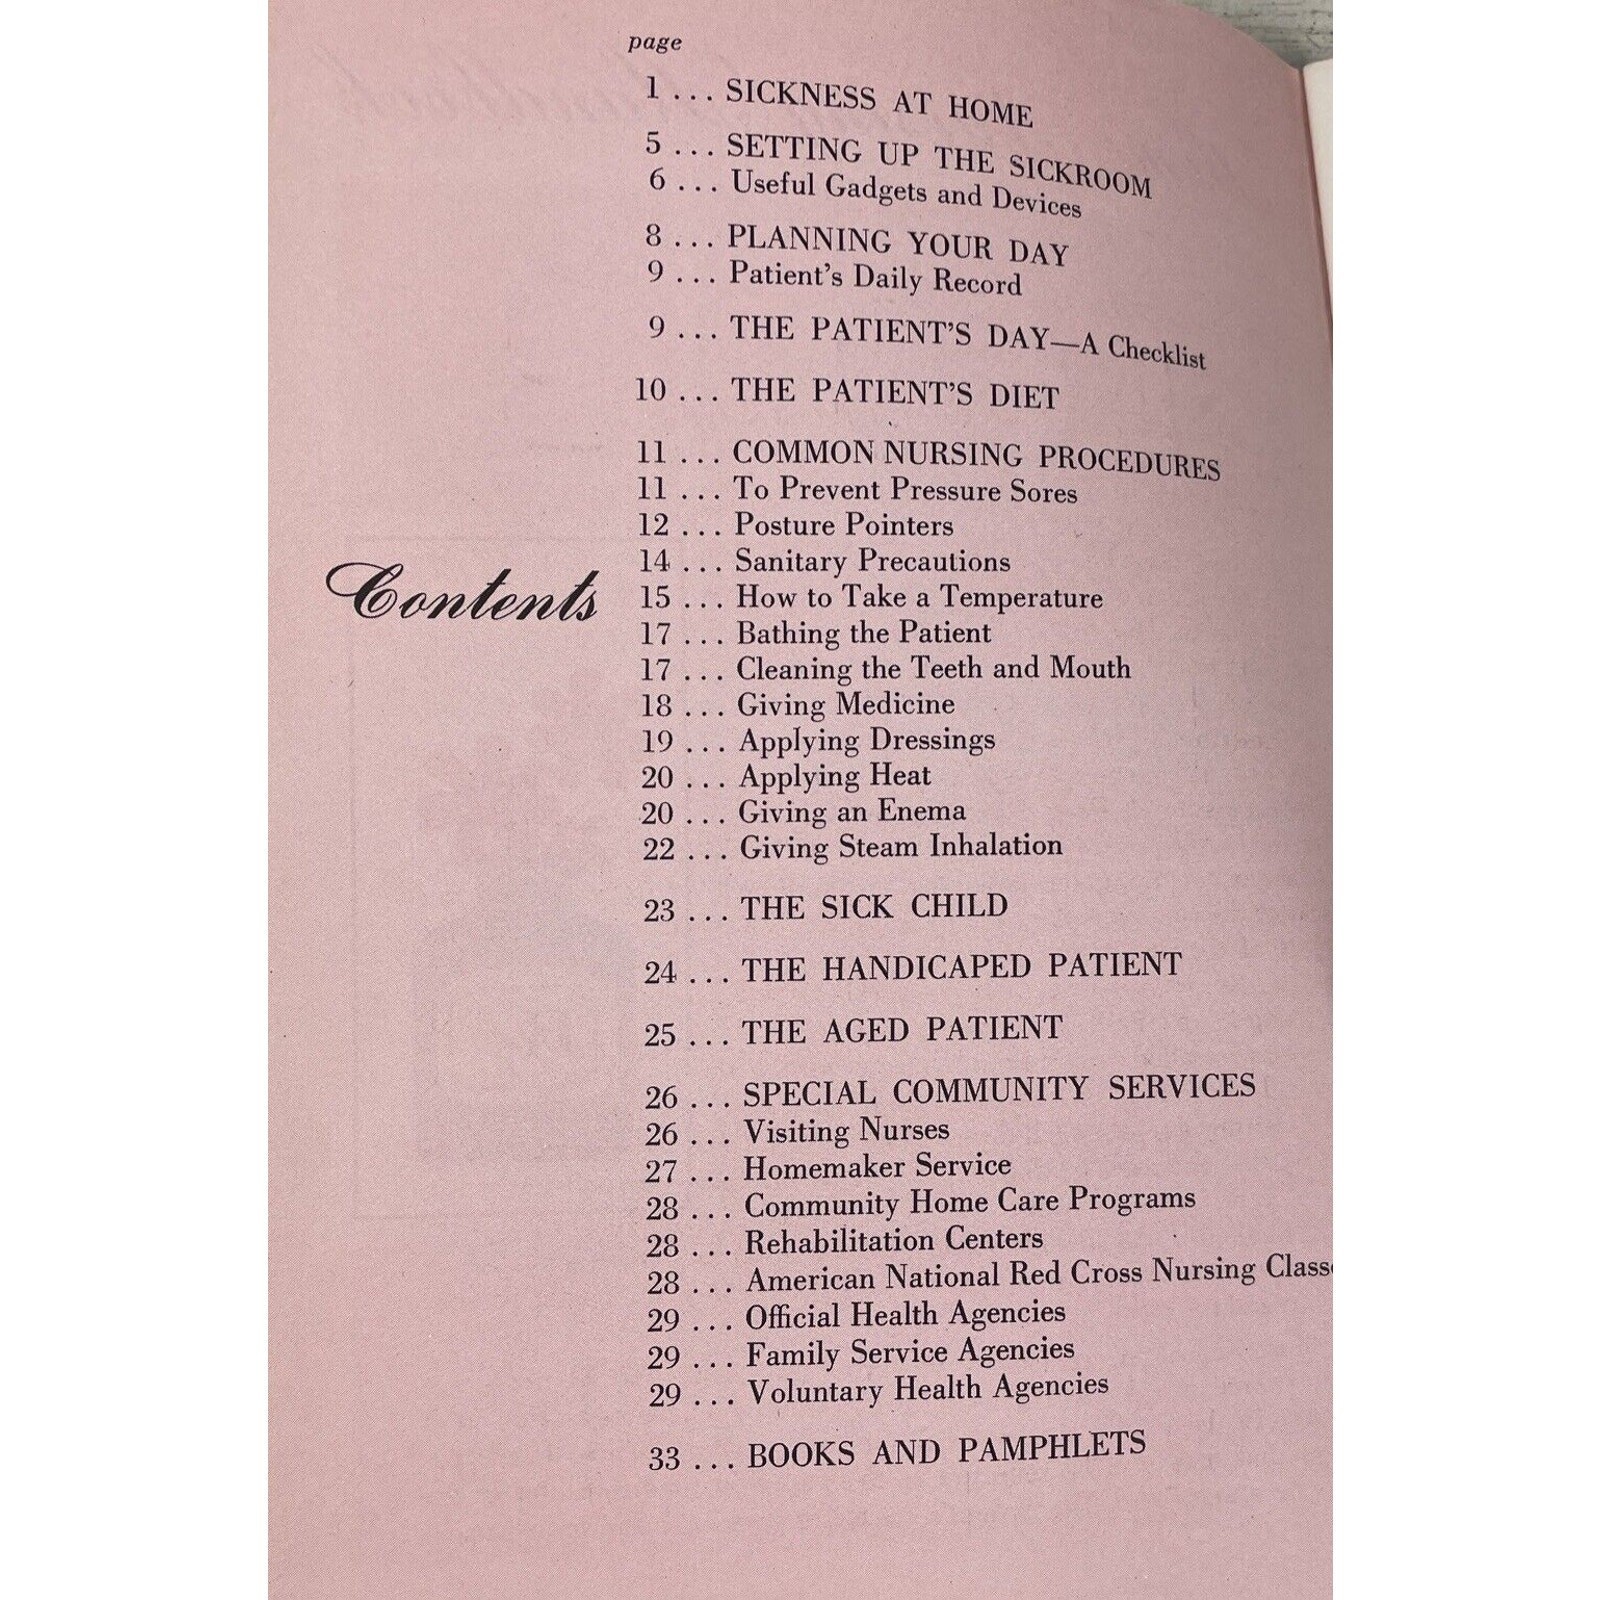 page
1 ... SICKNESS AT HOME
5 ... SETTING UP THE SICKROOM
6 ... Useful Gadgets and Devices
8 ... PLANNING YOUR DAY
9 ... Patient's Daily Record
9 ... THE PATIENT'S DAY—A Checklist
10 ... THE PATIENT'S DIET
11 ... COMMON NURSING PROCEDURES
11 ... To Prevent Pressure Sores
12 ... Posture Pointers
14 ... Sanitary Precautions
Contents
15 ... How to Take a Temperature
17 ... Bathing the Patient
17 ... Cleaning the Teeth and Mouth
18 ... Giving Medicine
19 ... Applying Dressings
20 ... Applying Heat
20 ... Giving an Enema
22 ... Giving Steam Inhalation
23 ... THE SICK CHILD
24 ... THE HANDICAPED PATIENT
25 ... THE AGED PATIENT
26 ... SPECIAL COMMUNITY SERVICES
26 ... Visiting Nurses
27 ... Homemaker Service
28 ... Community Home Care Programs
28 ... Rehabilitation Centers
28 ... American National Red Cross Nursing Class
29 ... Official Health Agencies
29 ... Family Service Agencies
29 ... Voluntary Health Agencies
33 ... BOOKS AND PAMPHLETS